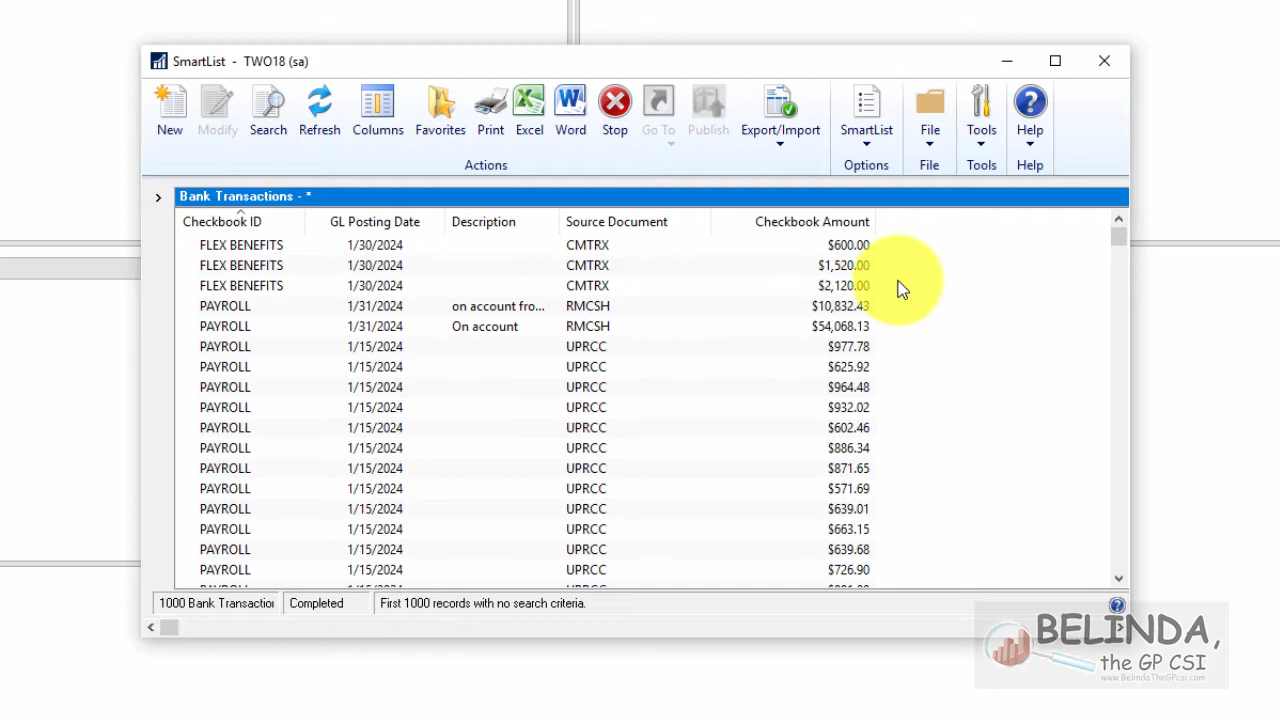 SmartList - TWO18 (sa)
New Modify Search Refresh Columns Favorites Print Excel Word Stop Go To Publish Export/Import SmartList File Tools Help
Actions Options File Tools Help
Bank Transactions - *
Checkbook ID GL Posting Date Description Source Document Checkbook Amount
FLEX BENEFITS 1/30/2024 CMTRX $600.00
FLEX BENEFITS 1/30/2024 CMTRX $1,520.00
FLEX BENEFITS 1/30/2024 CMTRX $2,120.00
PAYROLL 1/31/2024 on account fro... RMCSH $10,832.43
PAYROLL 1/31/2024 On account RMCSH $54,068.13
PAYROLL 1/15/2024 UPRCC $977.78
PAYROLL 1/15/2024 UPRCC $625.92
PAYROLL 1/15/2024 UPRCC $964.48
PAYROLL 1/15/2024 UPRCC $932.02
PAYROLL 1/15/2024 UPRCC $602.46
PAYROLL 1/15/2024 UPRCC $886.34
PAYROLL 1/15/2024 UPRCC $871.65
PAYROLL 1/15/2024 UPRCC $571.69
PAYROLL 1/15/2024 UPRCC $639.01
PAYROLL 1/15/2024 UPRCC $663.15
PAYROLL 1/15/2024 UPRCC $639.68
PAYROLL 1/15/2024 UPRCC $726.90
1000 Bank Transaction Completed First 1000 records with no search criteria.
BELINDA,
the GP CSI
www.BelindaTheGPcsi.com